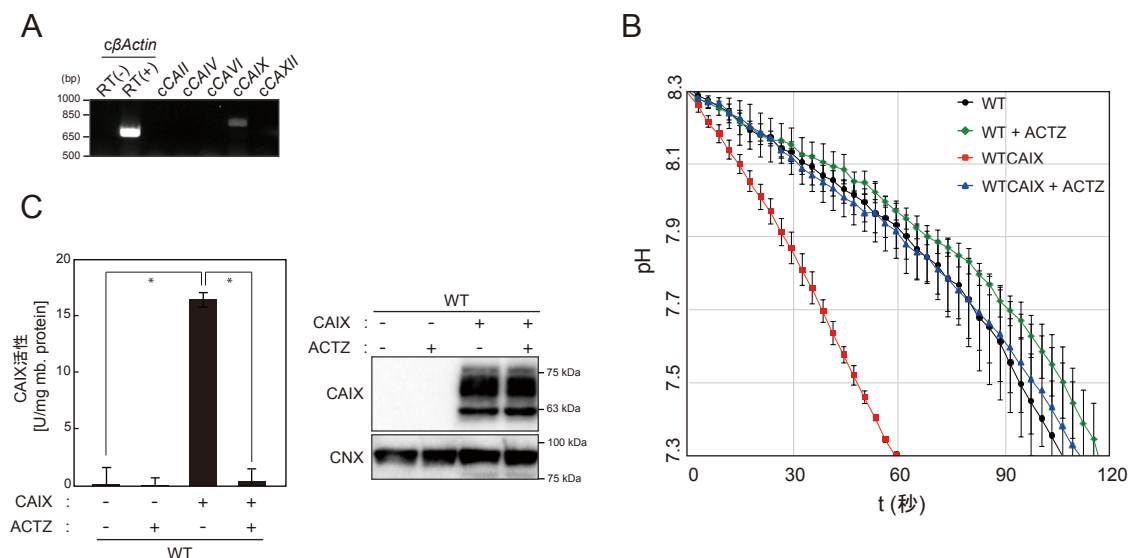 A
cβActin
RT(-) RT(+) cCAII cCAIV cCAVI cCAIX cCAXII
(bp)
1000
850
650
500
B
8.3
8.1
7.9
7.7
7.5
7.3
pH
0 30 60 90 120
t (秒)
WT
WT + ACTZ
WTCAIX
WTCAIX + ACTZ
C
CAIX活性
[U/mg mb. protein]
20
15
10
5
0
* *
CAIX : - - + +
ACTZ : - + - +
WT
WT
CAIX : - - + +
ACTZ : - + - +
CAIX
75 kDa
63 kDa
CNX
100 kDa
75 kDa